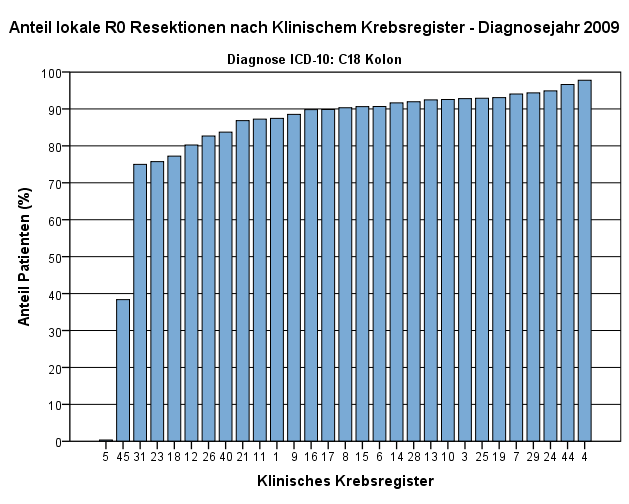 Anteil lokale R0 Resektionen nach Klinischem Krebsregister - Diagnosejahr 2009
Diagnose ICD-10: C18 Kolon
Anteil Patienten (%)
100
90
80
70
60
50
40
30
20
10
0
5 45 31 23 18 12 26 40 21 11 1 9 16 17 8 15 6 14 28 13 10 3 25 19 7 29 24 44 4
Klinisches Krebsregister